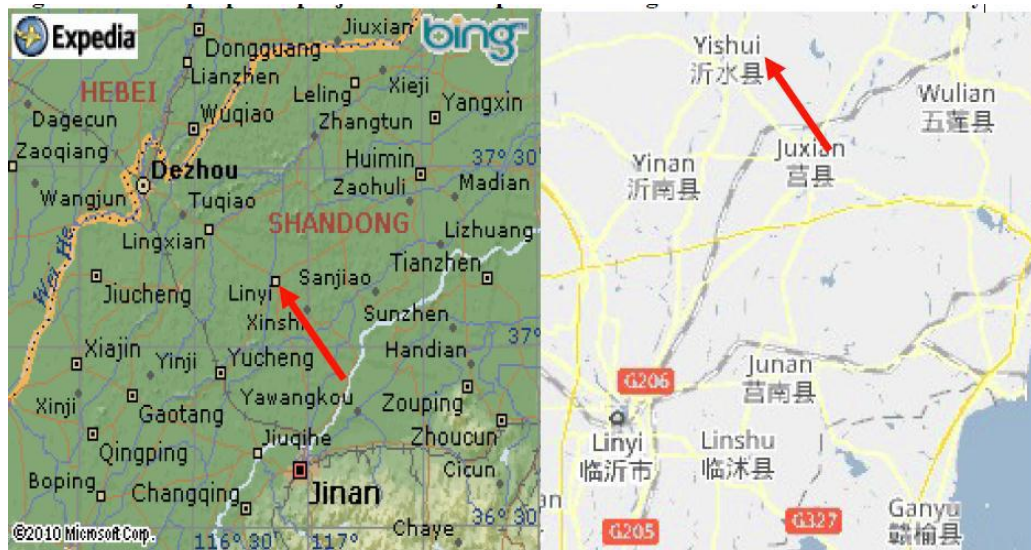 Expedia
bing
Jiuxian
Dongguang
Lianzhen
HEBEI
Leling
Xieji
Wuqiao
Yangxin
Dagecun
Zhangtun
Zaoqiang
Huimin
37° 30'
Dezhou
Zaohuli
Madian
Wangjun
Tuqiao
SHANDONG
Lizhuang
Lingxian
Wei He
Tianzhen
Sanjiao
Jiucheng
Linyi
Sunzhen
Xinshi
37°
Xiajin
Yinji
Yucheng
Handian
Yawangkou
Xinji
Gaotang
Zouping
Qingping
Jiuqihe
Zhoucun
Boping
Cicun
Changqing
Jinan
36° 30'
Chaye
©2010 Microsoft Corp.
116° 30'
117°
Yishui
沂水县
Wulian
五莲县
Juxian
莒县
Yinan
沂南县
Junan
莒南县
G206
Linyi
临沂市
Linshu
临沭县
Ganyu
赣榆县
G327
G205